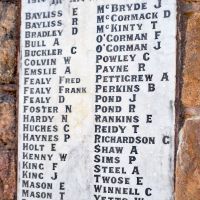 BAYLISS E
BAYLISS R
BRADLEY D
BULL A
BUCKLER C
COLVIN W
EMSLIE A
FEALY FRED
FEALY FRANK
FEALY D
FOSTER N
HARDY N
HUGHES C
HAYNES P
HOLT E
KENNY W
KING F
KING J
MASON E
MASON T
McBRYDE J
McCORMACK D
McKINTY T
O'CORMAN F
O'CORMAN J
POWLEY C
PAYNE R
PETTIGREW A
PERKINS B
POND J
POND R
RANKINS E
REIDY T
RICHARDSON C
SHAW A
SIMS P
STEEL A
TWOSE E
WINNELL C